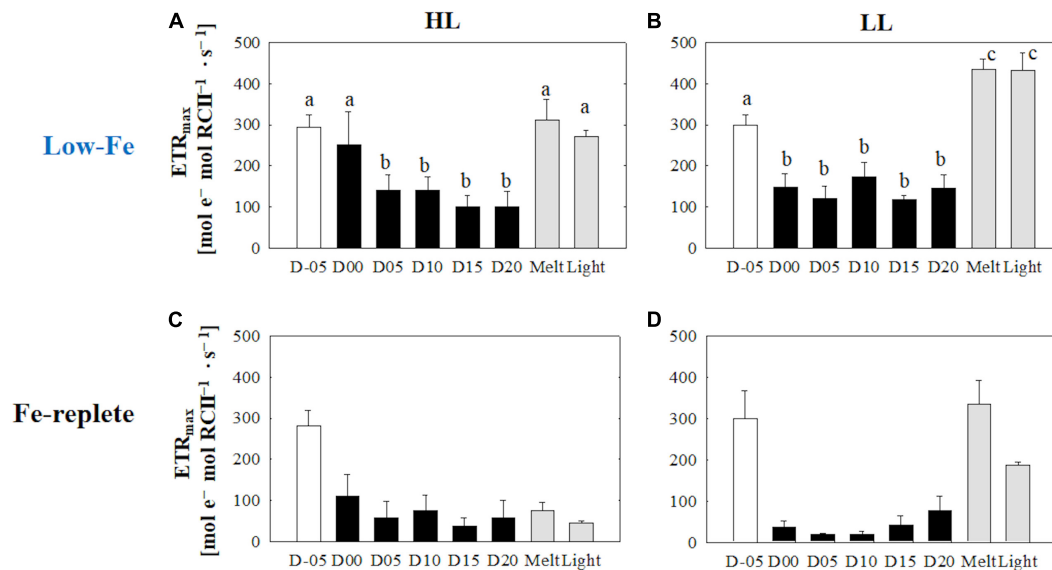 HL
LL
Low-Fe
Fe-replete
A
ETRmax
[mol e− mol RCII−1 · s−1]
500
400
300
200
100
0
a
a
b
b
b
b
a
a
D-05 D00 D05 D10 D15 D20 Melt Light
B
500
400
300
200
100
0
a
b
b
b
b
b
c
c
D-05 D00 D05 D10 D15 D20 Melt Light
C
ETRmax
[mol e− mol RCII−1 · s−1]
500
400
300
200
100
0
D-05 D00 D05 D10 D15 D20 Melt Light
D
500
400
300
200
100
0
D-05 D00 D05 D10 D15 D20 Melt Light